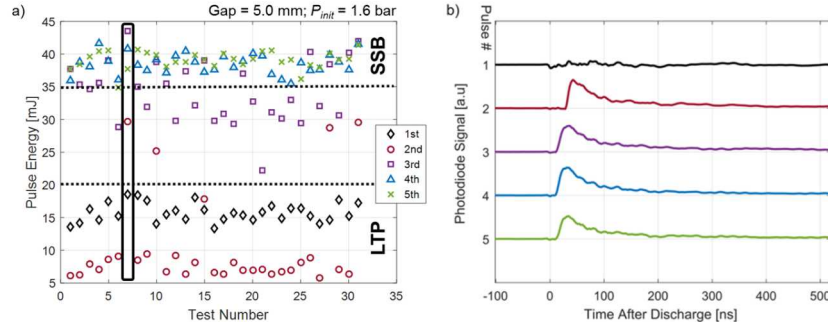 a)
Gap = 5.0 mm; P_init = 1.6 bar
Pulse Energy [mJ]
45
40
35
30
25
20
15
10
5
SSB
LTP
1st
2nd
3rd
4th
5th
0 5 10 15 20 25 30 35
Test Number
b)
Pulse #
Photodiode Signal [a.u]
1
2
3
4
5
-100 0 100 200 300 400 500
Time After Discharge [ns]